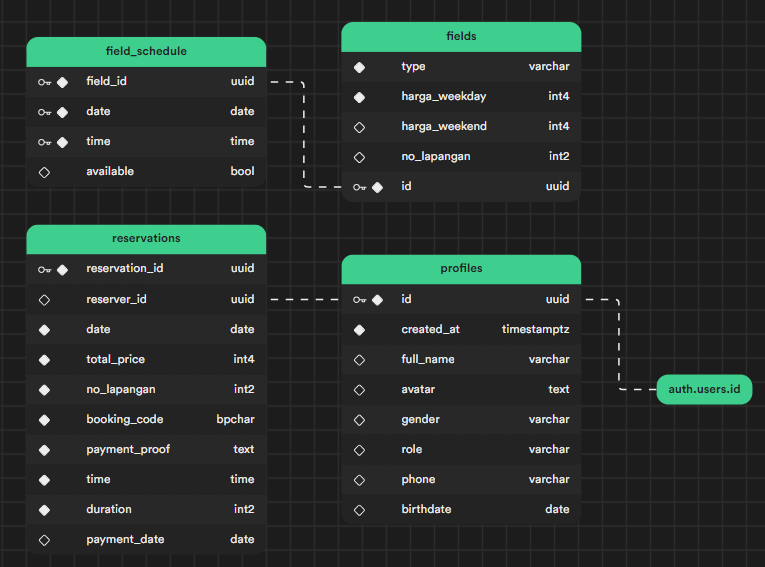 field_schedule
field_id uuid
date date
time time
available bool
fields
type varchar
harga_weekday int4
harga_weekend int4
no_lapangan int2
id uuid
reservations
reservation_id uuid
reserver_id uuid
date date
total_price int4
no_lapangan int2
booking_code bpchar
payment_proof text
time time
duration int2
payment_date date
profiles
id uuid
created_at timestamptz
full_name varchar
avatar text
gender varchar
role varchar
phone varchar
birthdate date
auth.users.id